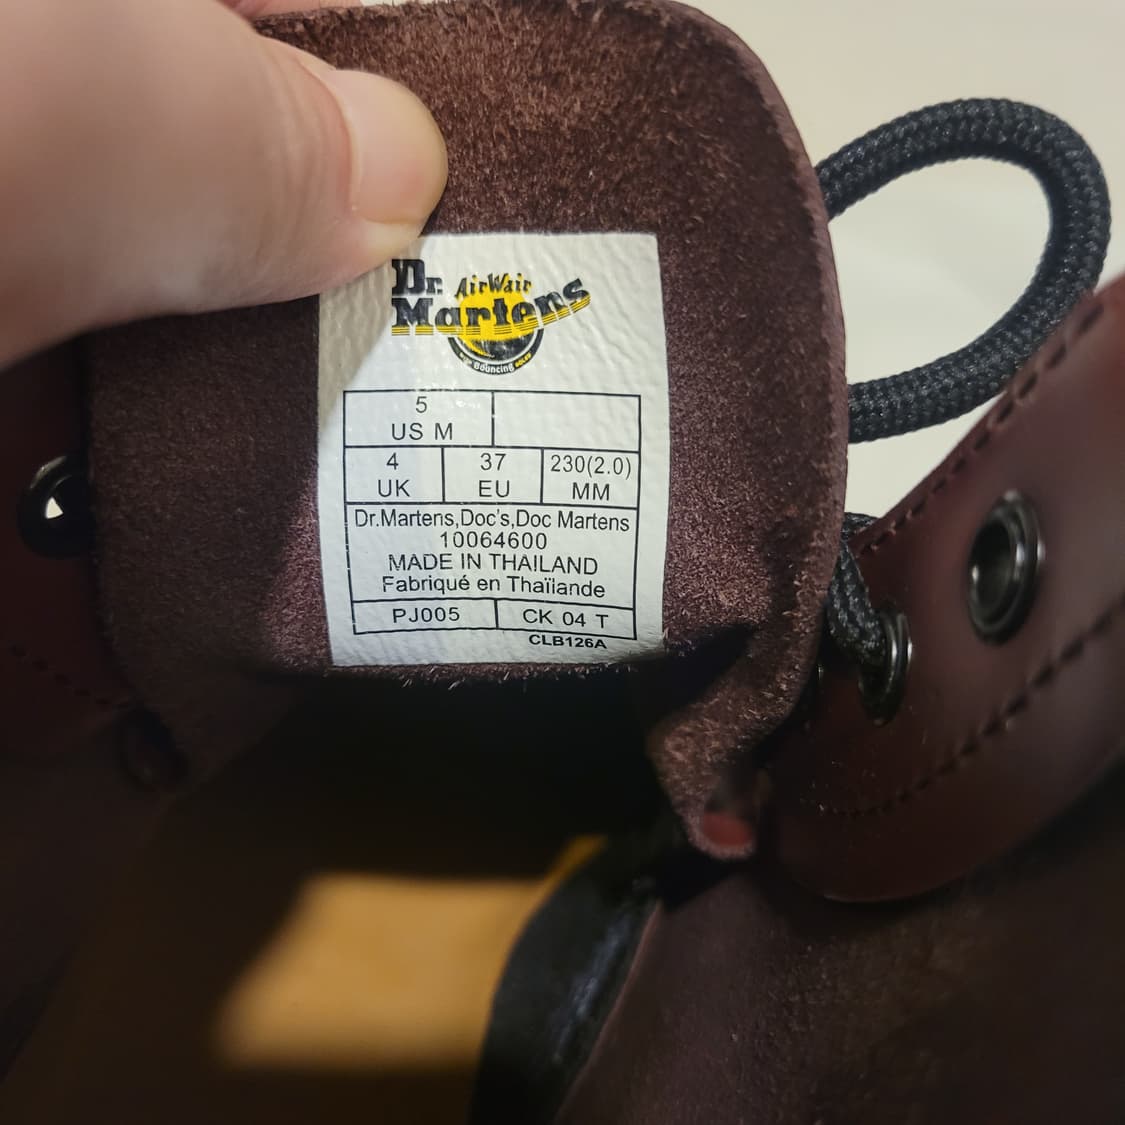 Dr. AirWair
Martens
Bouncing SOLES
5
US M
4 37 230(2.0)
UK EU MM
Dr.Martens,Doc's,Doc Martens
10064600
MADE IN THAILAND
Fabriqué en Thaïlande
PJ005 CK 04 T
CLB126A